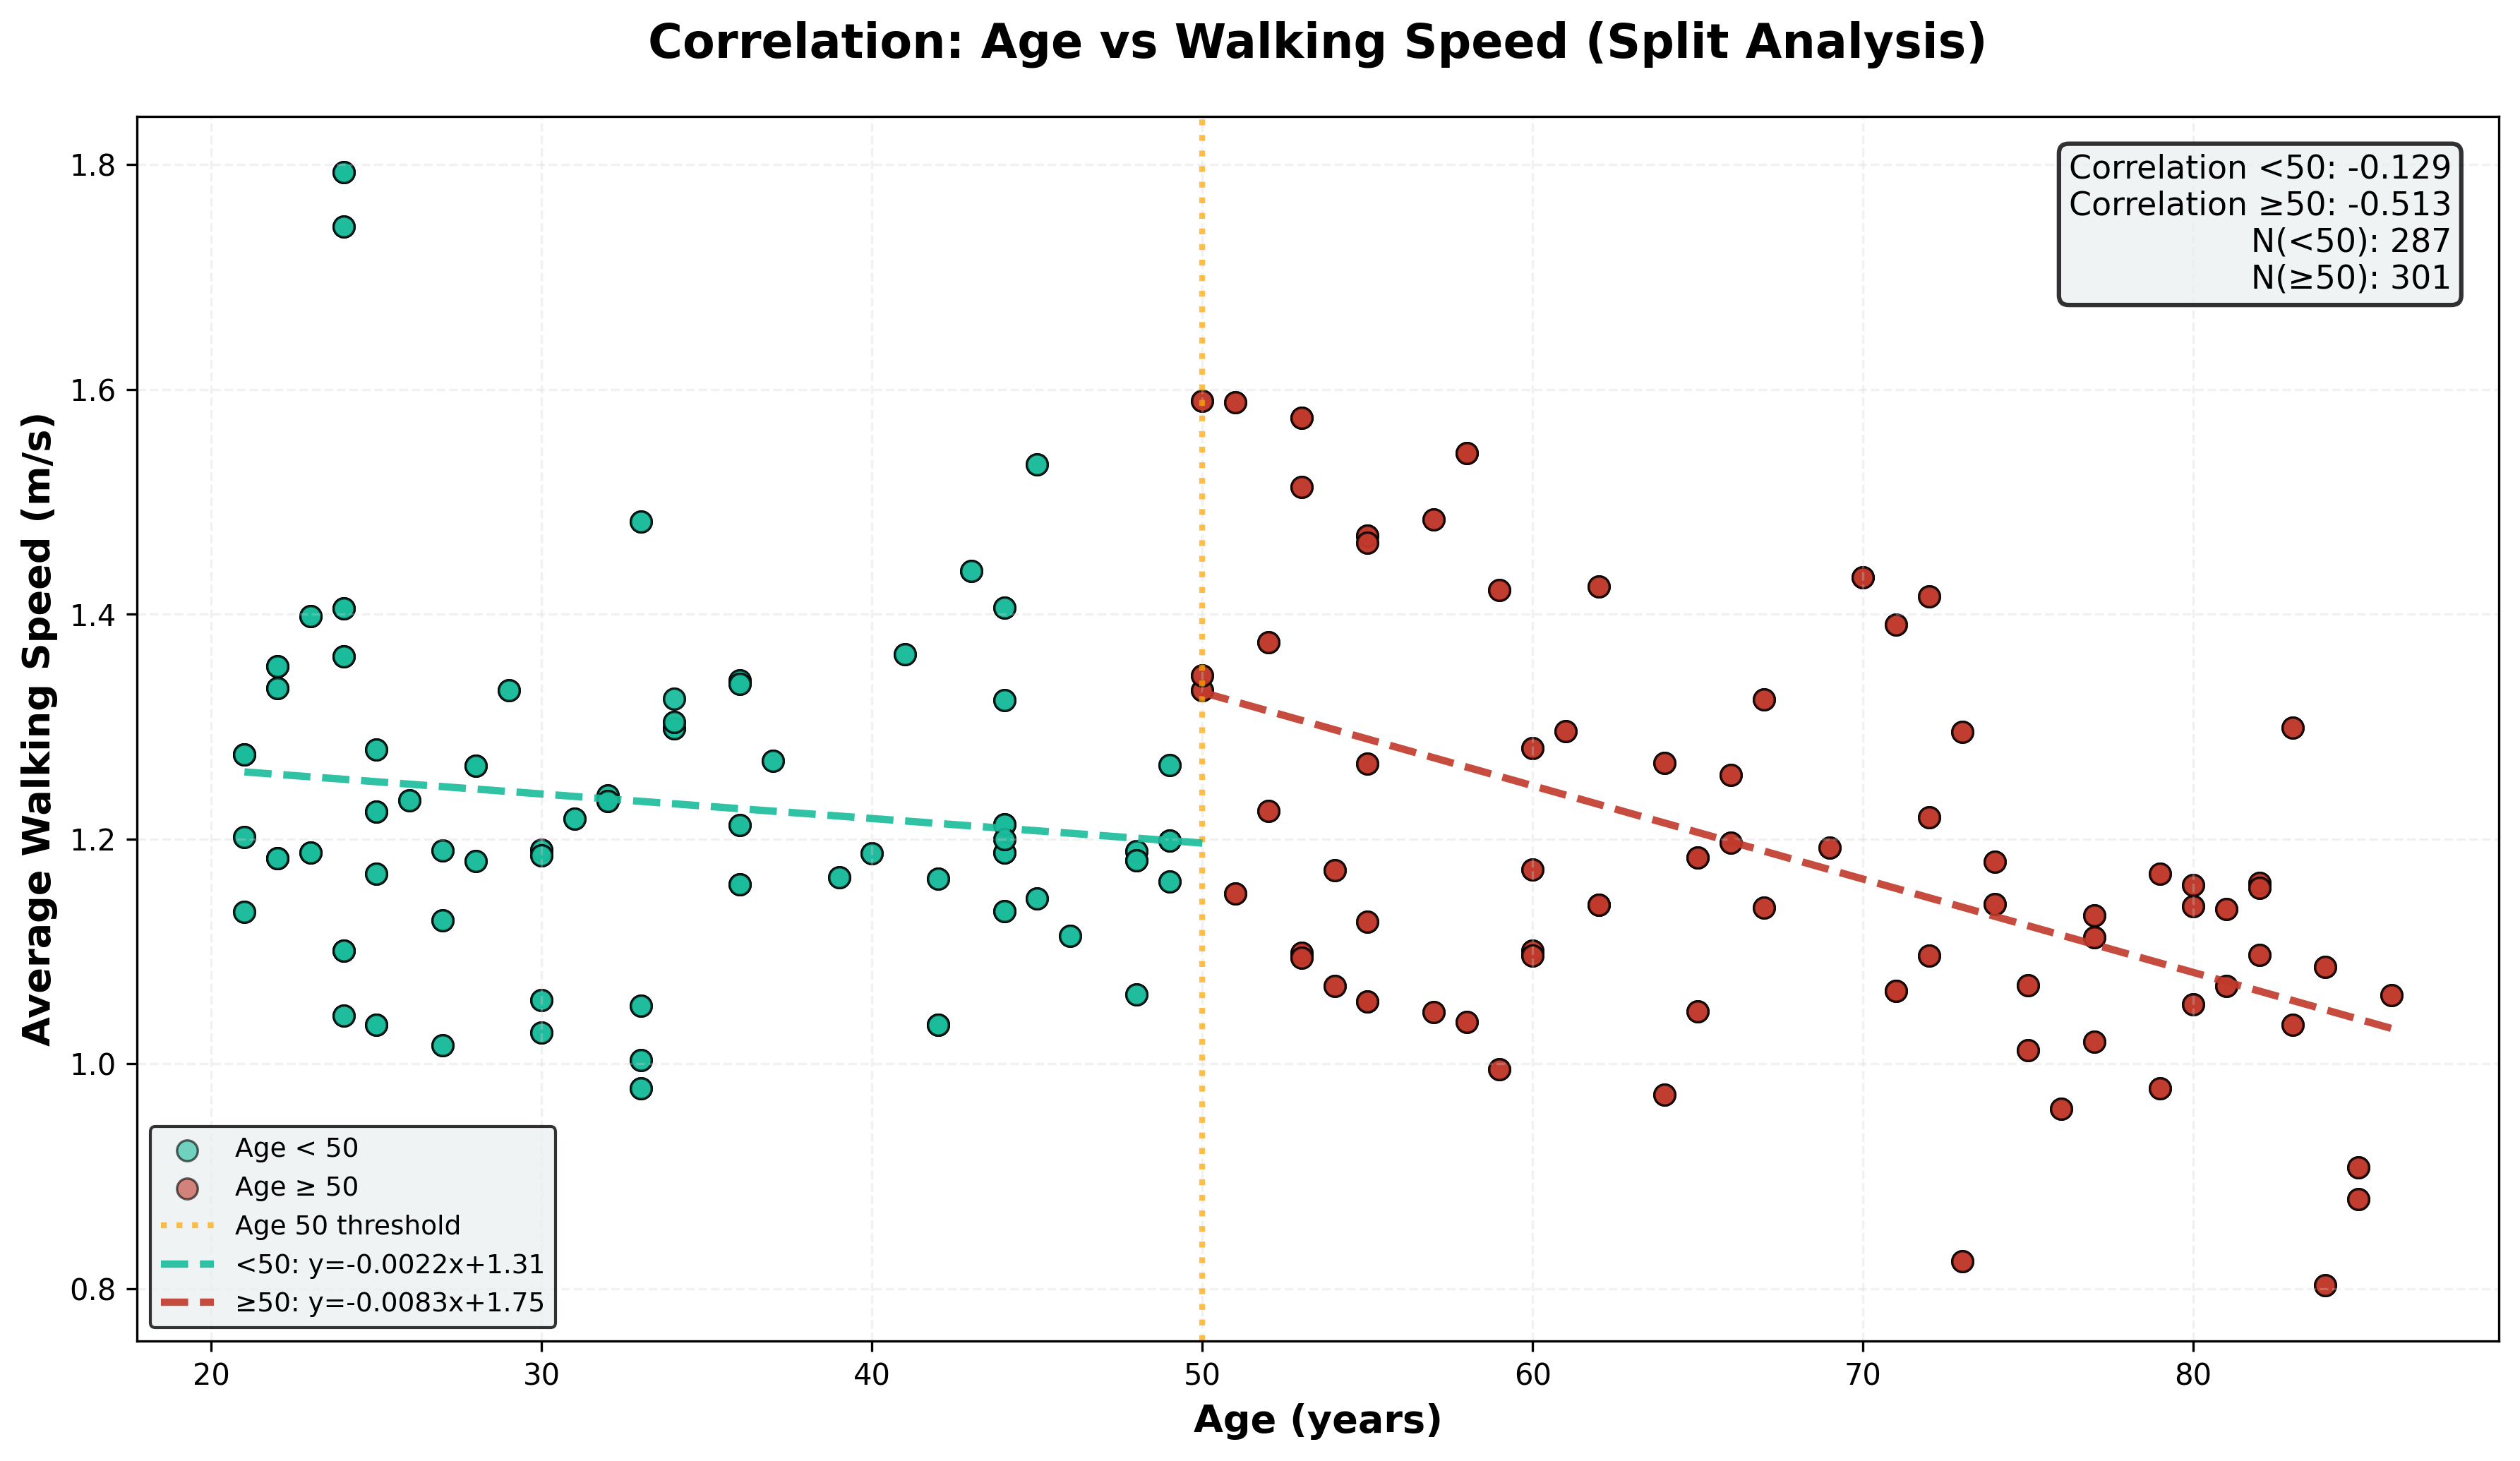 Correlation: Age vs Walking Speed (Split Analysis)
Correlation <50: -0.129
Correlation ≥50: -0.513
N(<50): 287
N(≥50): 301
Average Walking Speed (m/s)
1.8
1.6
1.4
1.2
1.0
0.8
Age < 50
Age ≥ 50
Age 50 threshold
<50: y=-0.0022x+1.31
≥50: y=-0.0083x+1.75
20 30 40 50 60 70 80
Age (years)